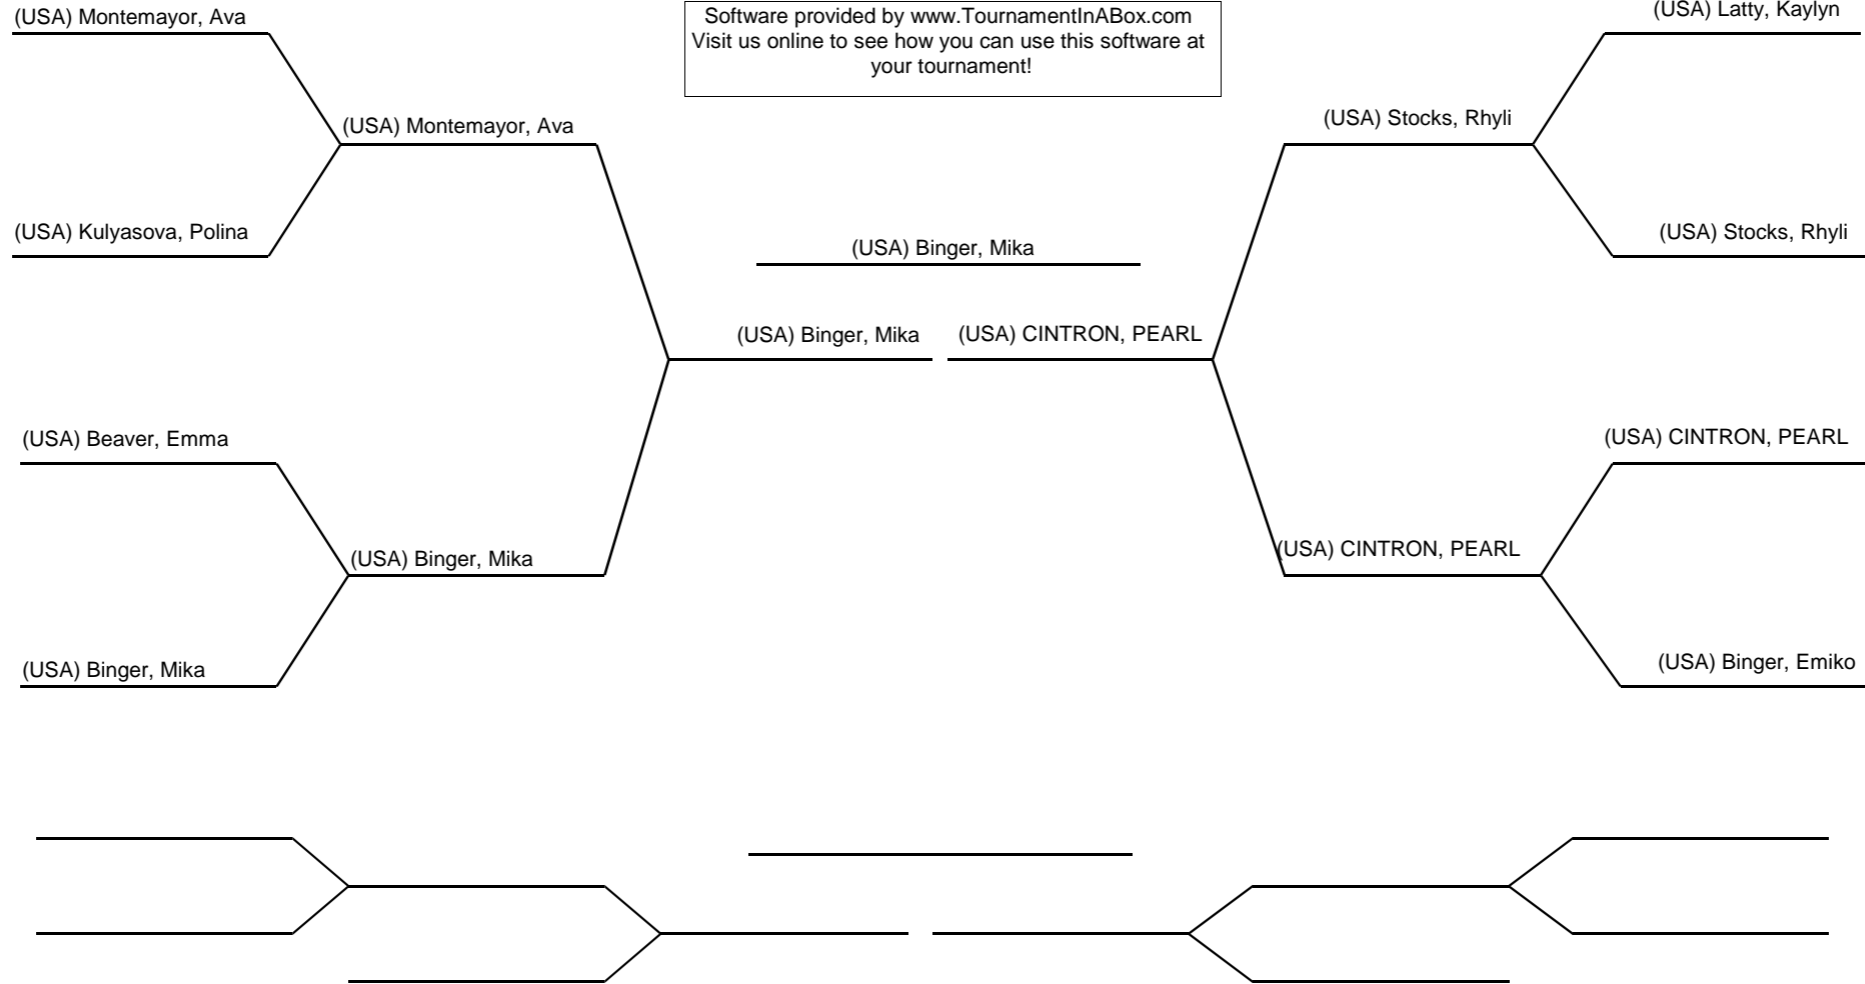 (USA) Montemayor, Ava
Software provided by www.TournamentInABox.com
Visit us online to see how you can use this software at
your tournament!
(USA) Latty, Kaylyn
(USA) Montemayor, Ava
(USA) Stocks, Rhyli
(USA) Kulyasova, Polina
(USA) Binger, Mika
(USA) Stocks, Rhyli
(USA) Binger, Mika
(USA) CINTRON, PEARL
(USA) Beaver, Emma
(USA) CINTRON, PEARL
(USA) Binger, Mika
(USA) CINTRON, PEARL
(USA) Binger, Mika
(USA) Binger, Emiko